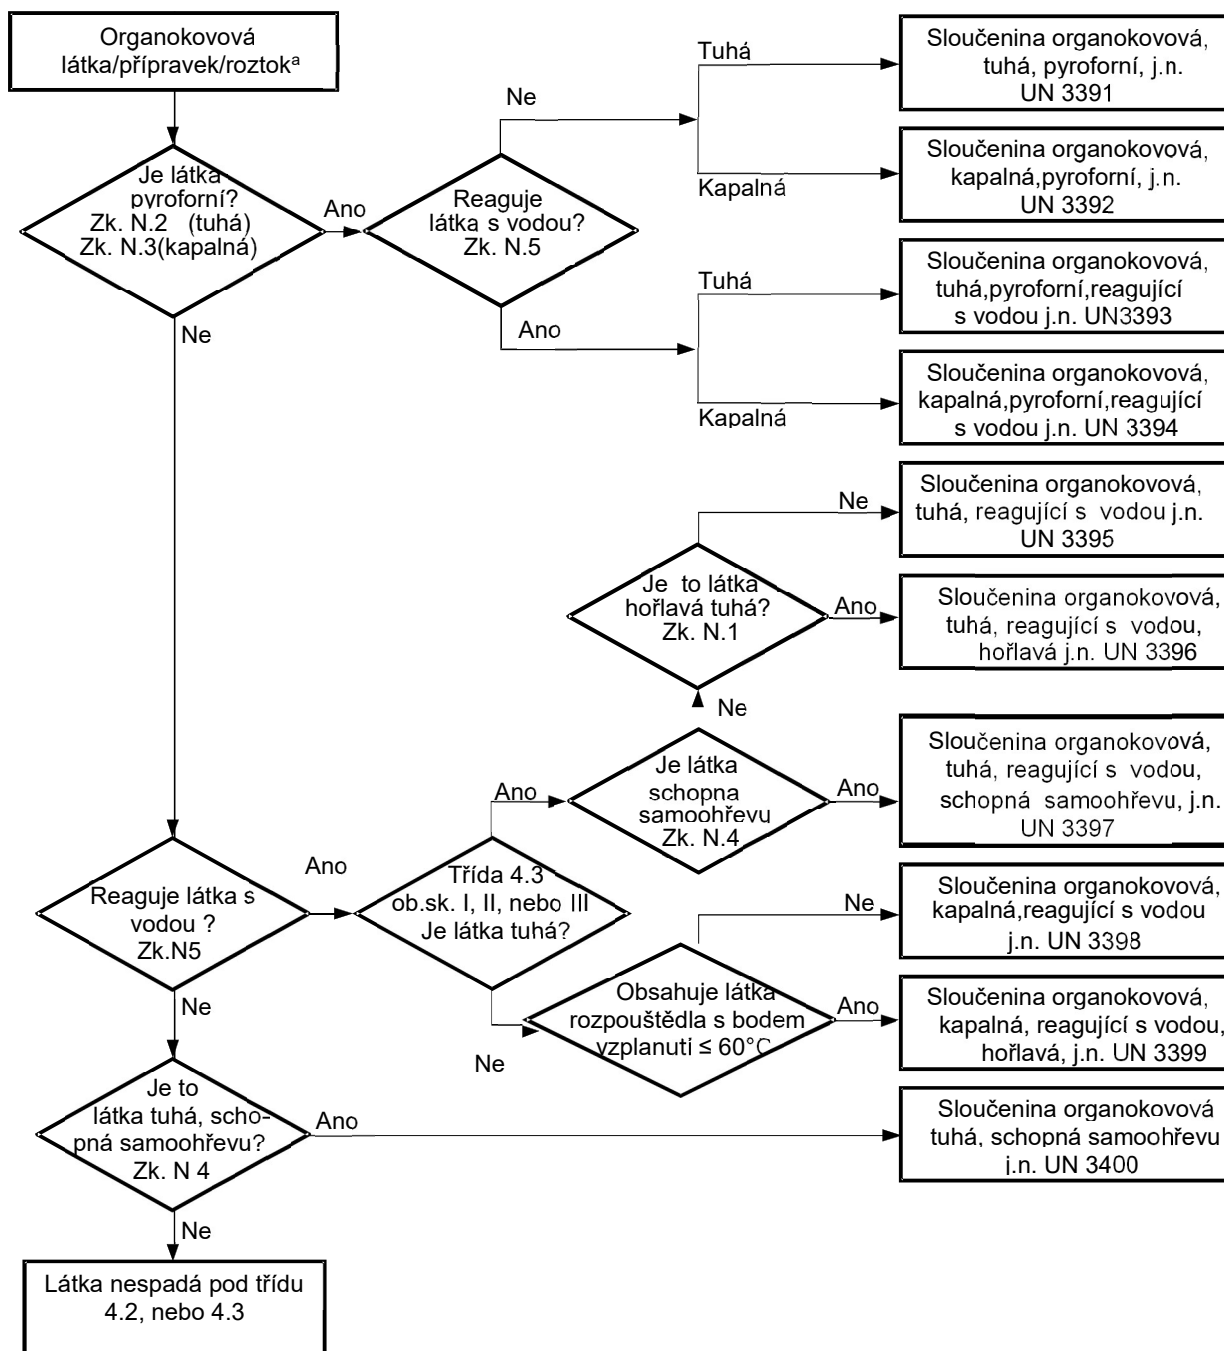 Organokovová
látka/přípravek/roztokᵃ
Je látka
pyroforní?
Zk. N.2 (tuhá)
Zk. N.3(kapalná)
Ano
Ne
Reaguje
látka s vodou?
Zk. N.5
Ne
Ano
Tuhá
Kapalná
Tuhá
Kapalná
Sloučenina organokovová,
tuhá, pyroforní, j.n.
UN 3391
Sloučenina organokovová,
kapalná,pyroforní, j.n.
UN 3392
Sloučenina organokovová,
tuhá,pyroforní,reagující
s vodou j.n. UN3393
Sloučenina organokovová,
kapalná,pyroforní,reagující
s vodou j.n. UN 3394
Sloučenina organokovová,
tuhá, reagující s vodou j.n.
UN 3395
Ne
Je to látka
hořlavá tuhá?
Zk. N.1
Ano
Sloučenina organokovová,
tuhá, reagující s vodou,
hořlavá j.n. UN 3396
Ne
Je látka
schopna
samoohřevu
Zk. N.4
Ano
Ano
Sloučenina organokovová,
tuhá, reagující s vodou,
schopná samoohřevu, j.n.
UN 3397
Reaguje látka s
vodou ?
Zk.N5
Ano
Třída 4.3
ob.sk. I, II, nebo III
Je látka tuhá?
Ne
Sloučenina organokovová,
kapalná,reagující s vodou
j.n. UN 3398
Ne
Ne
Obsahuje látka
rozpouštědla s bodem
vzplanutí ≤ 60°C
Ano
Sloučenina organokovová,
kapalná, reagující s vodou,
hořlavá, j.n. UN 3399
Je to
látka tuhá, scho-
pná samoohřevu?
Zk. N 4
Ano
Sloučenina organokovová
tuhá, schopná samoohřevu
j.n. UN 3400
Ne
Látka nespadá pod třídu
4.2, nebo 4.3